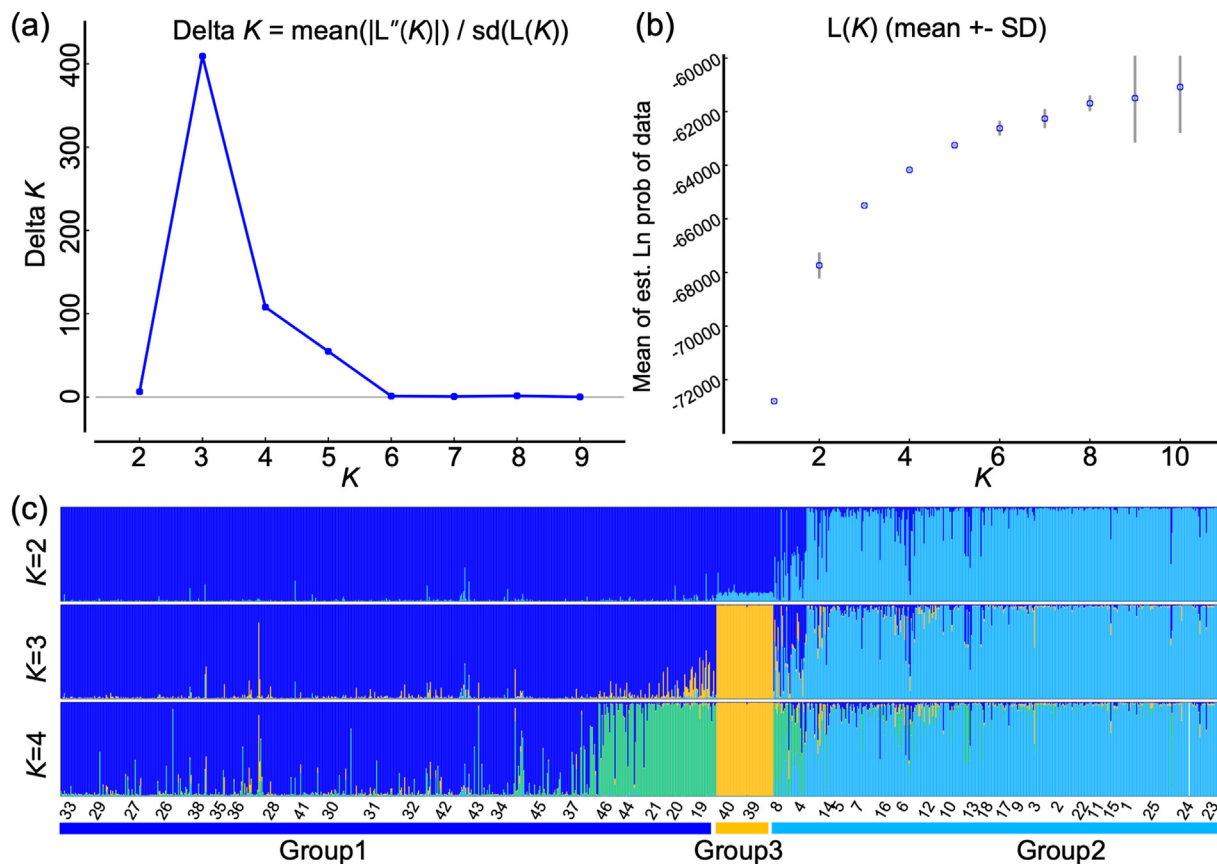 (a)
Delta K = mean(|L″(K)|) / sd(L(K))
Delta K
400
300
200
100
0
2 3 4 5 6 7 8 9
K
(b)
L(K) (mean +- SD)
Mean of est. Ln prob of data
-60000
-62000
-64000
-66000
-68000
-70000
-72000
2 4 6 8 10
K
(c)
K=2
K=3
K=4
33 29 27 26 38 35 36 28 41 30 31 32 42 43 34 45 37 46 44 21 20 19 40 39 8 4 14 5 7 16 6 12 10 13 18 17 9 3 2 22 11 15 1 25 24 23
Group1 Group3 Group2